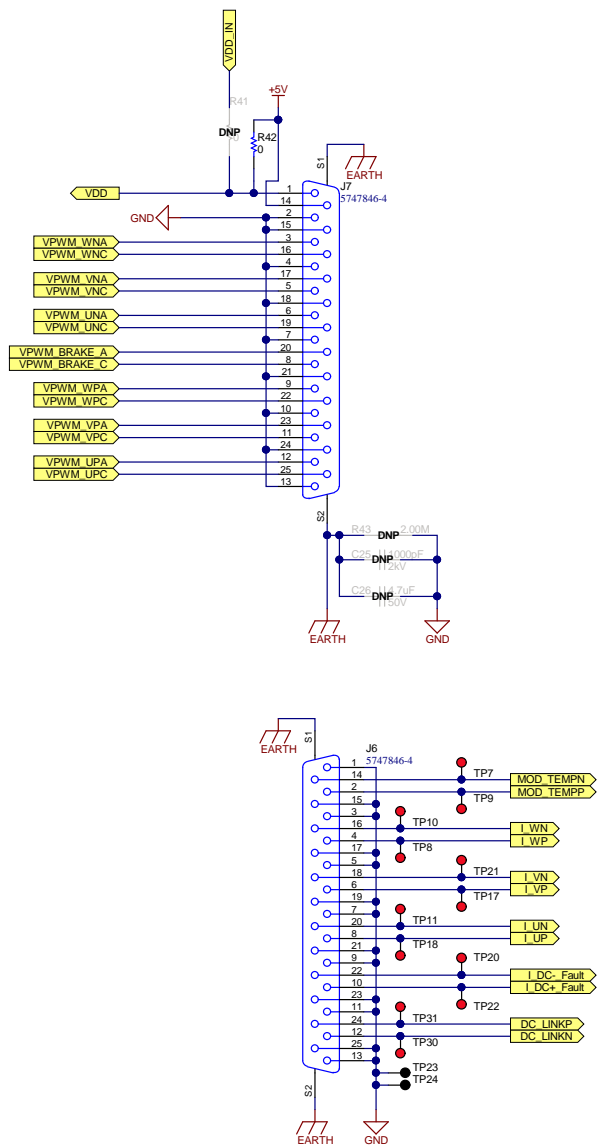 VDD_IN
R41
0
DNP
+5V
R42
0
S1
EARTH
J7
5747846-4
VDD
1
14
GND
2
15
VPWM_WNA
3
VPWM_WNC
16
4
VPWM_VNA
17
VPWM_VNC
5
18
VPWM_UNA
6
VPWM_UNC
19
7
VPWM_BRAKE_A
20
VPWM_BRAKE_C
8
21
VPWM_WPA
9
VPWM_WPC
22
10
VPWM_VPA
23
VPWM_VPC
11
24
VPWM_UPA
12
VPWM_UPC
25
13
S2
R43
DNP
2.00M
C25
1000pF
DNP
2kV
C26
4.7uF
DNP
50V
EARTH
GND
S1
EARTH
J6
5747846-4
1
14
TP7
MOD_TEMPN
2
MOD_TEMPP
15
TP9
3
TP10
16
I_WN
4
I_WP
17
TP8
5
TP21
18
I_VN
6
I_VP
19
TP17
7
TP11
20
I_UN
8
I_UP
21
TP18
9
TP20
22
I_DC-_Fault
10
I_DC+_Fault
23
TP22
11
TP31
24
DC_LINKP
12
DC_LINKN
25
TP30
13
TP23
TP24
S2
EARTH
GND